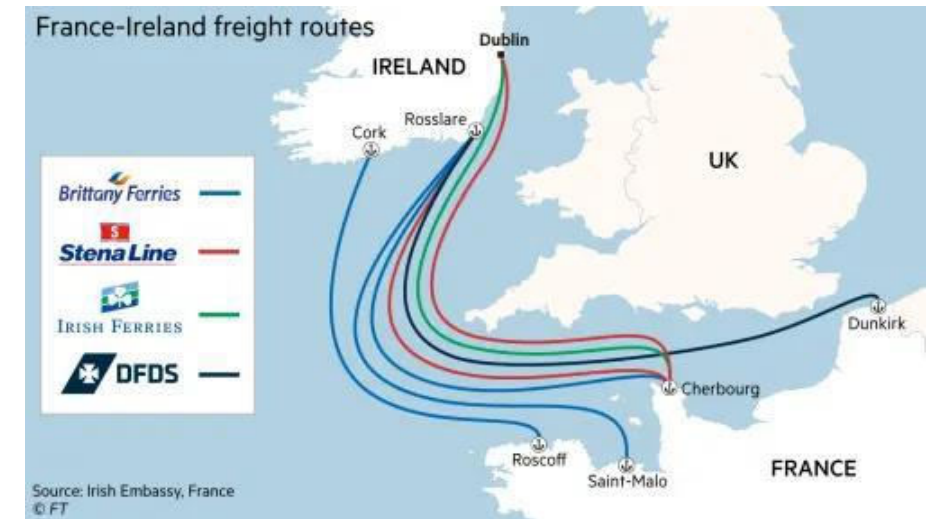 France-Ireland freight routes
Dublin
IRELAND
Rosslare
Cork
UK
Brittany Ferries
S
Stena Line
IRISH FERRIES
DFDS
Dunkirk
Cherbourg
Roscoff
Saint-Malo
FRANCE
Source: Irish Embassy, France
© FT